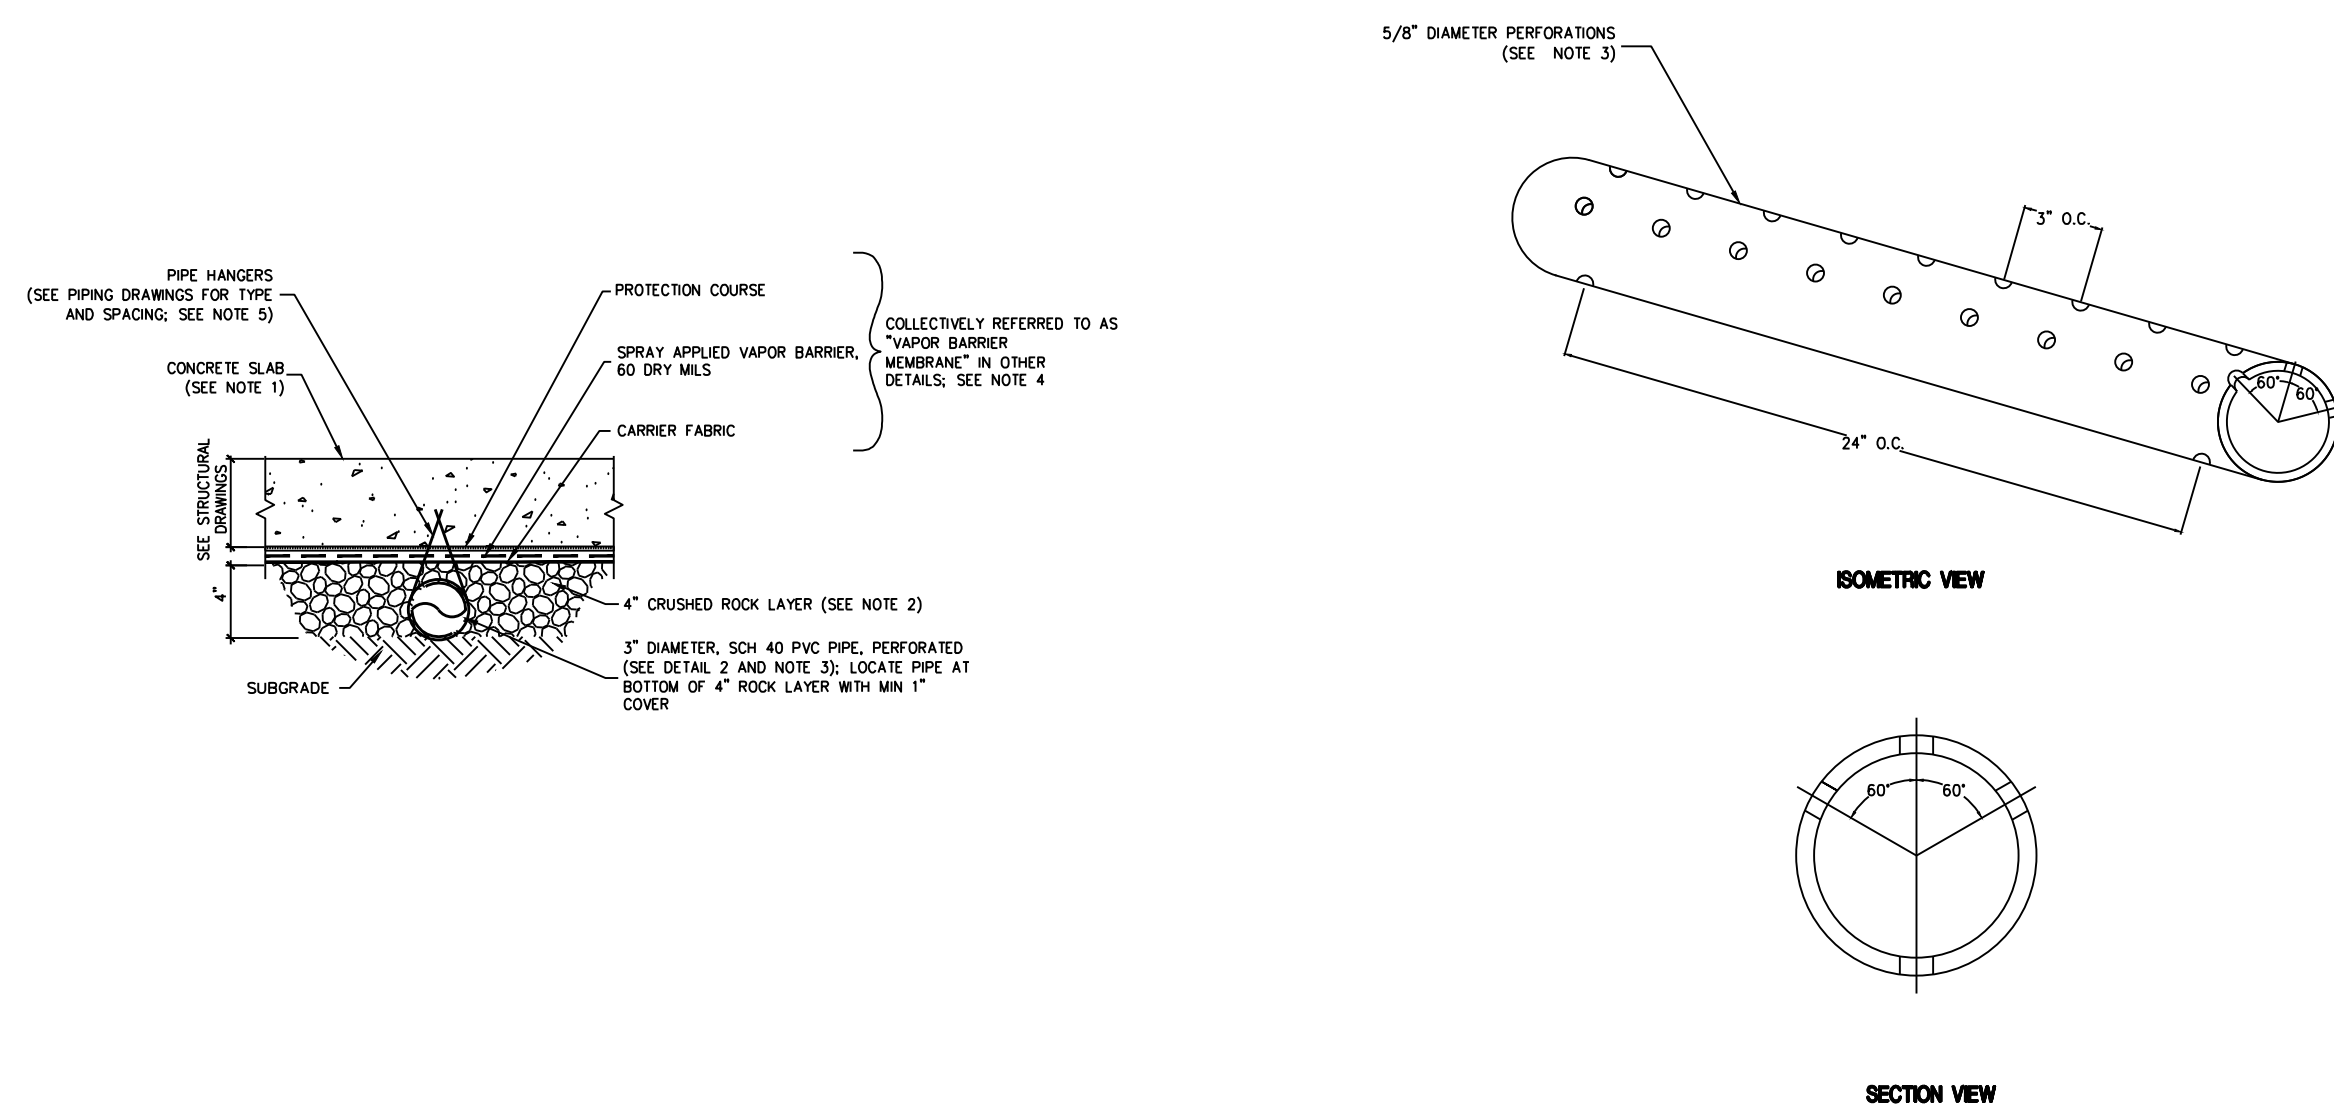 PIPE HANGERS
(SEE PIPING DRAWINGS FOR TYPE
AND SPACING; SEE NOTE 5)
CONCRETE SLAB
(SEE NOTE 1)
SEE STRUCTURAL
DRAWINGS
4"
SUBGRADE
PROTECTION COURSE
SPRAY APPLIED VAPOR BARRIER,
60 DRY MILS
CARRIER FABRIC
COLLECTIVELY REFERRED TO AS
"VAPOR BARRIER
MEMBRANE" IN OTHER
DETAILS; SEE NOTE 4
4" CRUSHED ROCK LAYER (SEE NOTE 2)
3" DIAMETER, SCH 40 PVC PIPE, PERFORATED
(SEE DETAIL 2 AND NOTE 3); LOCATE PIPE AT
BOTTOM OF 4" ROCK LAYER WITH MIN 1"
COVER
5/8" DIAMETER PERFORATIONS
(SEE NOTE 3)
3" O.C.
60°
60°
24" O.C.
ISOMETRIC VIEW
60°
60°
SECTION VIEW